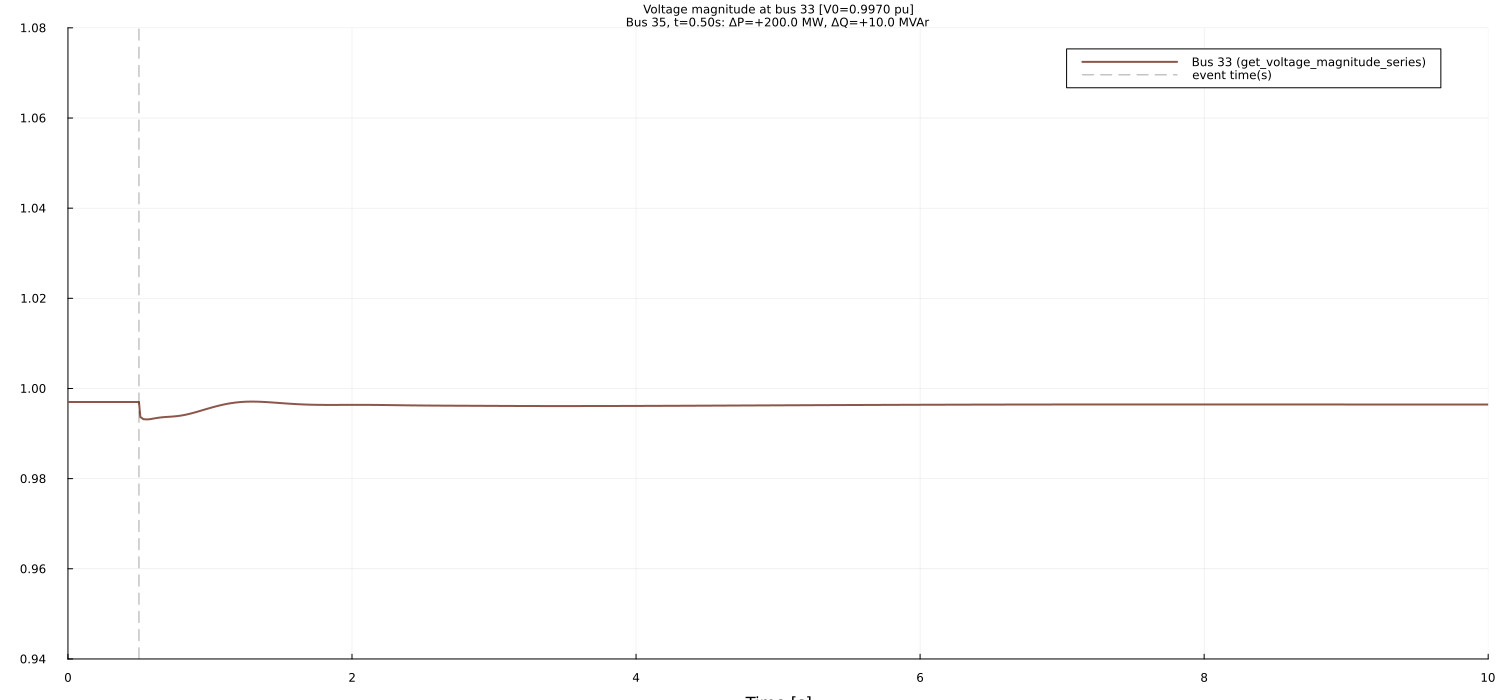 Voltage magnitude at bus 33 [V0=0.9970 pu]
Bus 35, t=0.50s: ΔP=+200.0 MW, ΔQ=+10.0 MVAr
1.08
Bus 33 (get_voltage_magnitude_series)
event time(s)
1.06
1.04
1.02
1.00
0.98
0.96
0.94
0 2 4 6 8 10
Time [s]